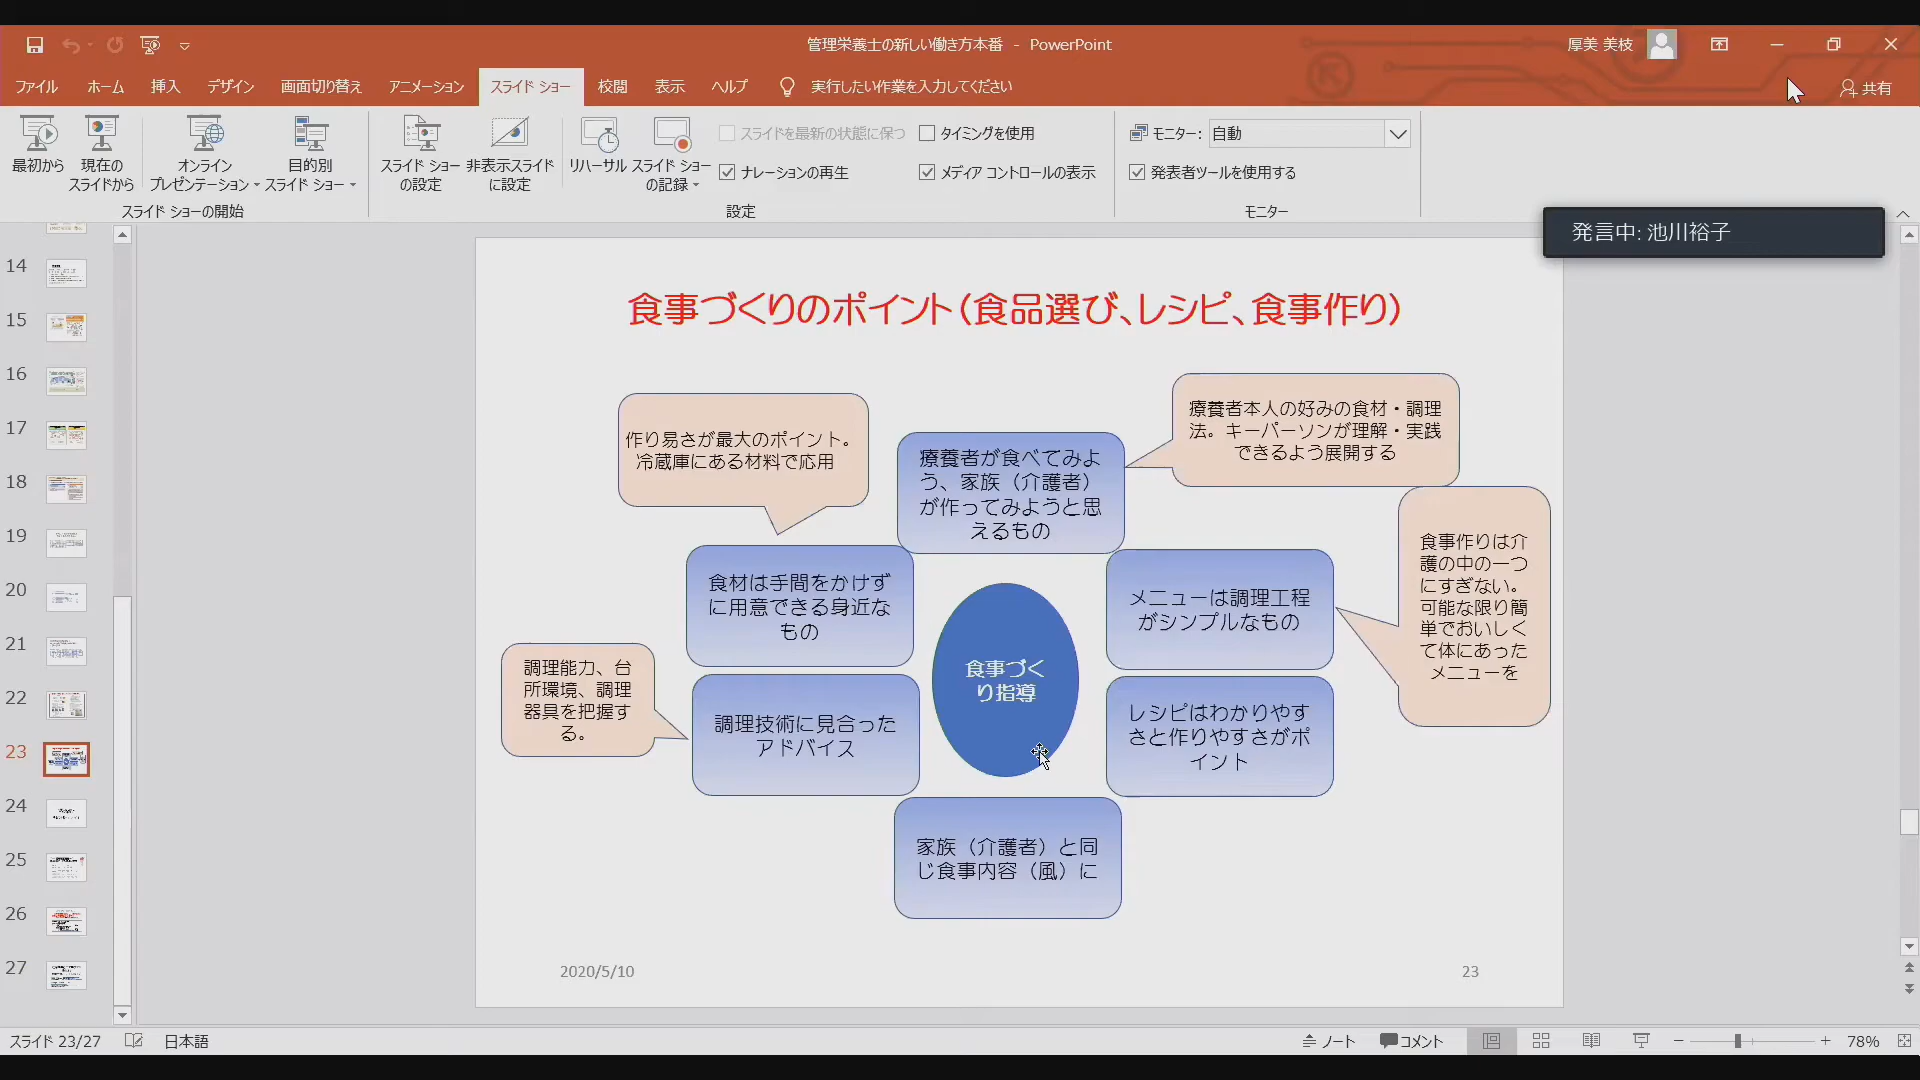 管理栄養士の新しい働き方本番 - PowerPoint
厚美 美枝
ファイル ホーム 挿入 デザイン 画面切り替え アニメーション スライド ショー 校閲 表示 ヘルプ 実行したい作業を入力してください
共有
最初から
現在の
スライドから
オンライン
プレゼンテーション
目的別
スライド ショー
スライド ショーの開始
スライド ショー
の設定
非表示スライド
に設定
リハーサル
スライド ショー
の記録
スライドを最新の状態に保つ
ナレーションの再生
タイミングを使用
メディア コントロールの表示
設定
モニター: 自動
発表者ツールを使用する
モニター
発言中: 池川裕子
14
15
16
17
18
19
20
21
22
23
24
25
26
27
食事づくりのポイント(食品選び、レシピ、食事作り)
作り易さが最大のポイント。
冷蔵庫にある材料で応用
療養者が食べてみよ
う、家族（介護者）
が作ってみようと思
えるもの
療養者本人の好みの食材・調理
法。キーパーソンが理解・実践
できるよう展開する
食材は手間をかけず
に用意できる身近な
もの
メニューは調理工程
がシンプルなもの
食事作りは介
護の中の一つ
にすぎない。
可能な限り簡
単でおいしく
て体にあった
メニューを
調理能力、台
所環境、調理
器具を把握す
る。
調理技術に見合った
アドバイス
食事づく
り指導
レシピはわかりやす
さと作りやすさがポ
イント
家族（介護者）と同
じ食事内容（風）に
2020/5/10
23
スライド 23/27
日本語
ノート
コメント
78%